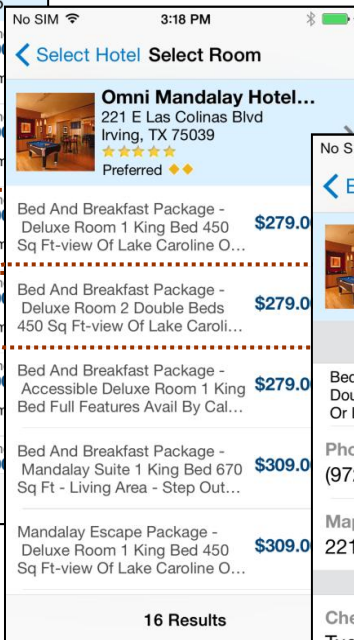 No SIM 3:18 PM
Select Hotel Select Room
Omni Mandalay Hotel...
221 E Las Colinas Blvd
Irving, TX 75039
Preferred
Bed And Breakfast Package -
Deluxe Room 1 King Bed 450
Sq Ft-view Of Lake Caroline O...
$279.0
Bed And Breakfast Package -
Deluxe Room 2 Double Beds
450 Sq Ft-view Of Lake Caroli...
$279.0
Bed And Breakfast Package -
Accessible Deluxe Room 1 King
Bed Full Features Avail By Cal...
$279.0
Bed And Breakfast Package -
Mandalay Suite 1 King Bed 670
Sq Ft - Living Area - Step Out...
$309.0
Mandalay Escape Package -
Deluxe Room 1 King Bed 450
Sq Ft-view Of Lake Caroline O...
$309.0
16 Results
No S
Bed
Dou
Or
Pho
(972
Map
221
Che